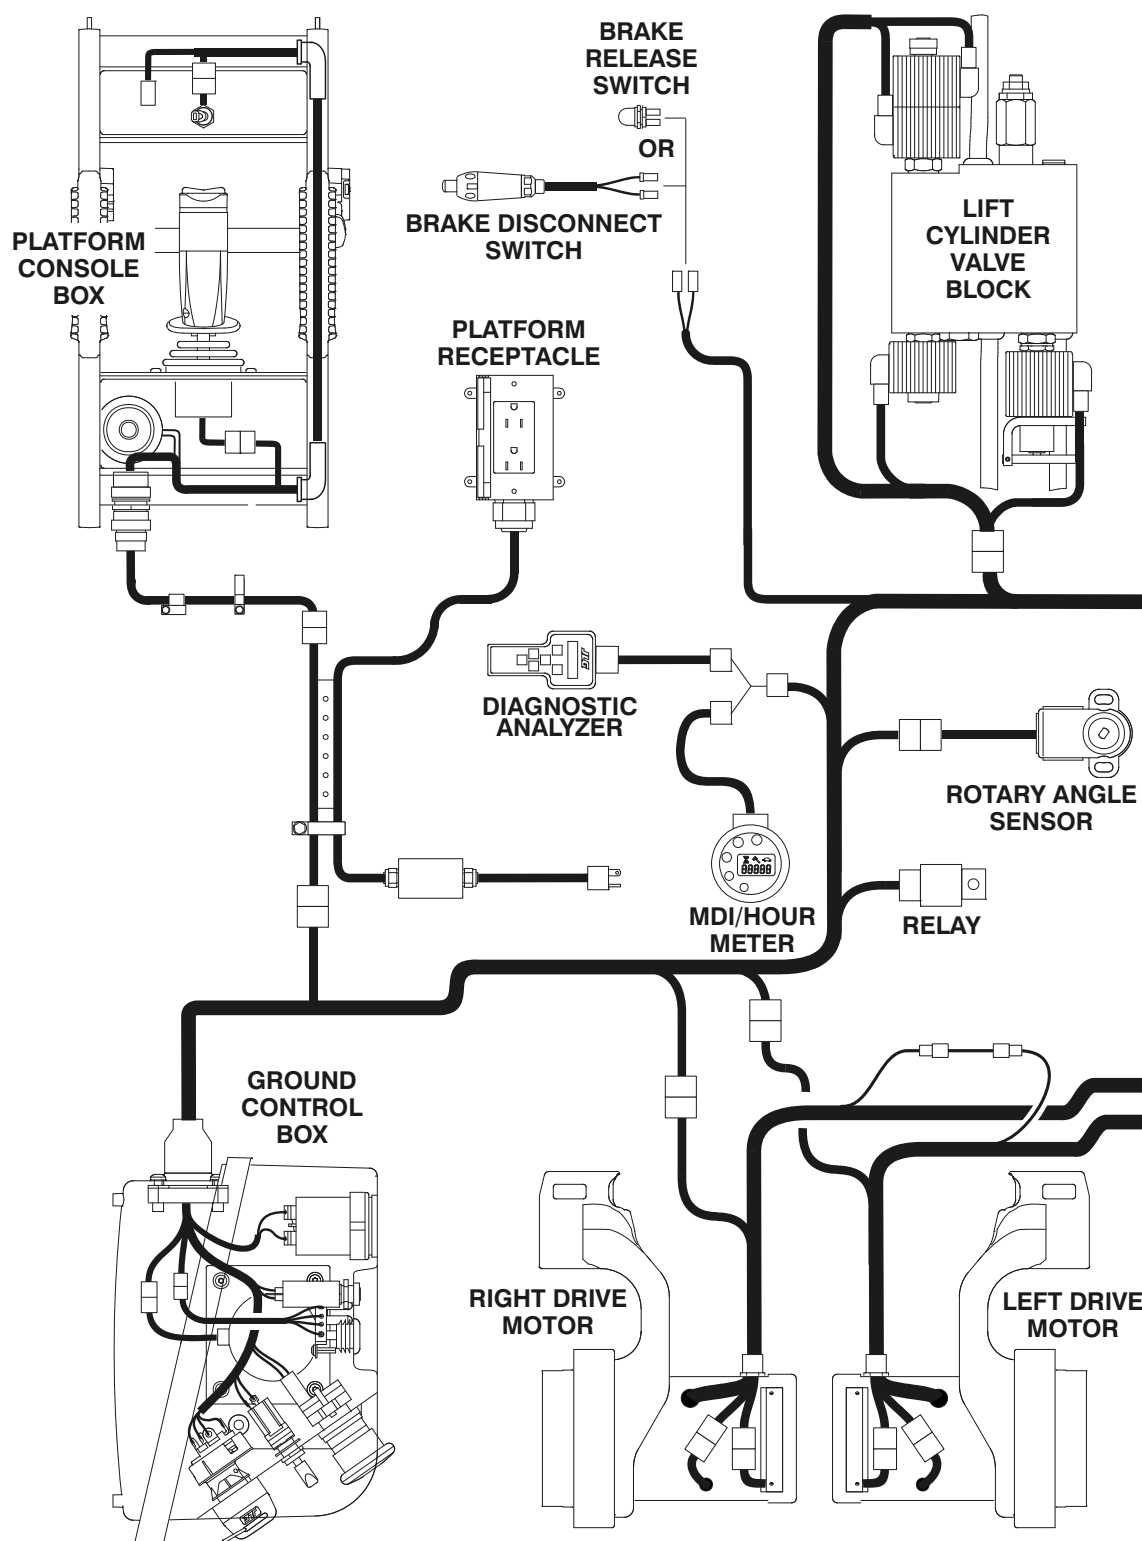 BRAKE
RELEASE
SWITCH
OR
BRAKE DISCONNECT
SWITCH
LIFT
CYLINDER
VALVE
BLOCK
PLATFORM
CONSOLE
BOX
PLATFORM
RECEPTACLE
DIAGNOSTIC
ANALYZER
ROTARY ANGLE
SENSOR
MDI/HOUR
METER
RELAY
GROUND
CONTROL
BOX
RIGHT DRIVE
MOTOR
LEFT DRIVE
MOTOR